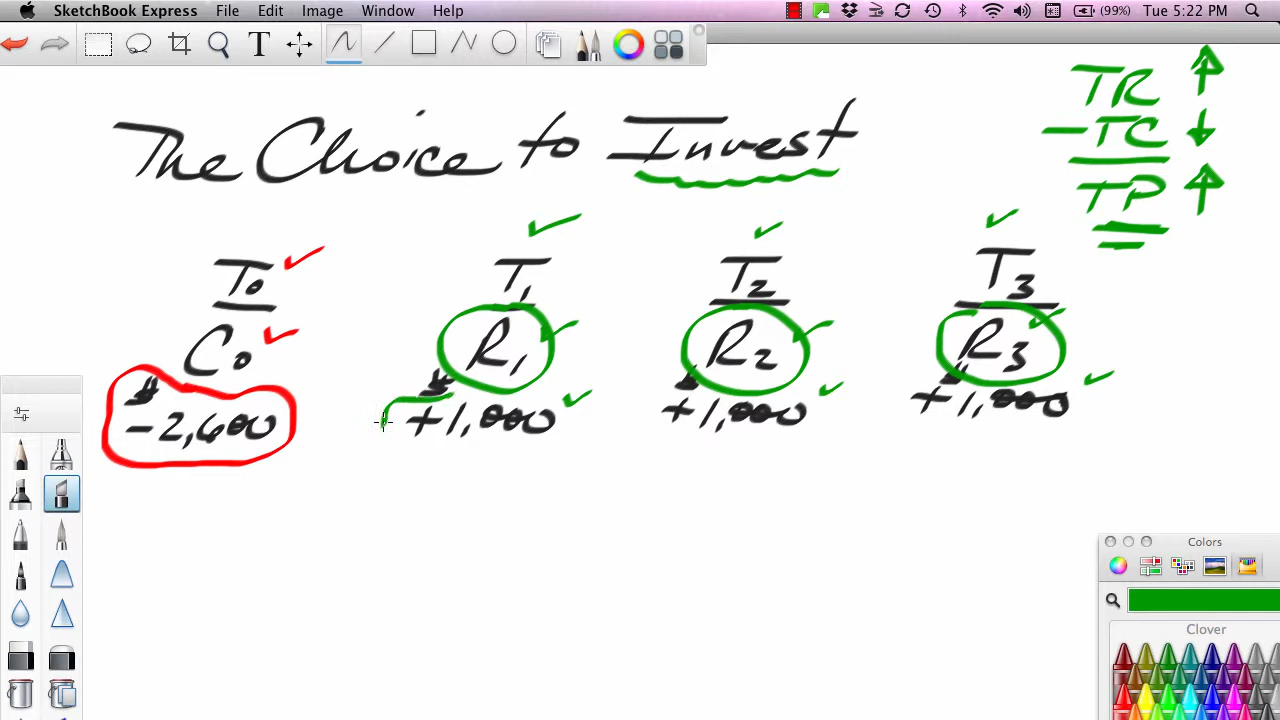 SketchBook Express File Edit Image Window Help (99%) Tue 5:22 PM
T
TR
The Choice to Invest
-TC
TP
T0 T1 T2 T3
C0 R1 R2 R3
$ $ $ $
-2,600 +1,000 +1,000 +1,000
Colors
Clover